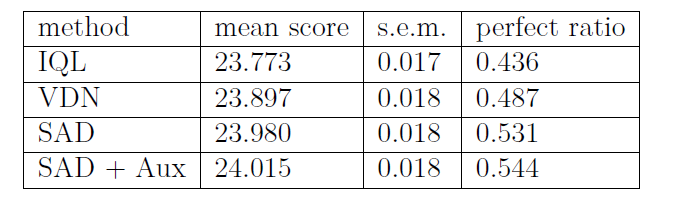 method mean score s.e.m. perfect ratio
IQL 23.773 0.017 0.436
VDN 23.897 0.018 0.487
SAD 23.980 0.018 0.531
SAD + Aux 24.015 0.018 0.544